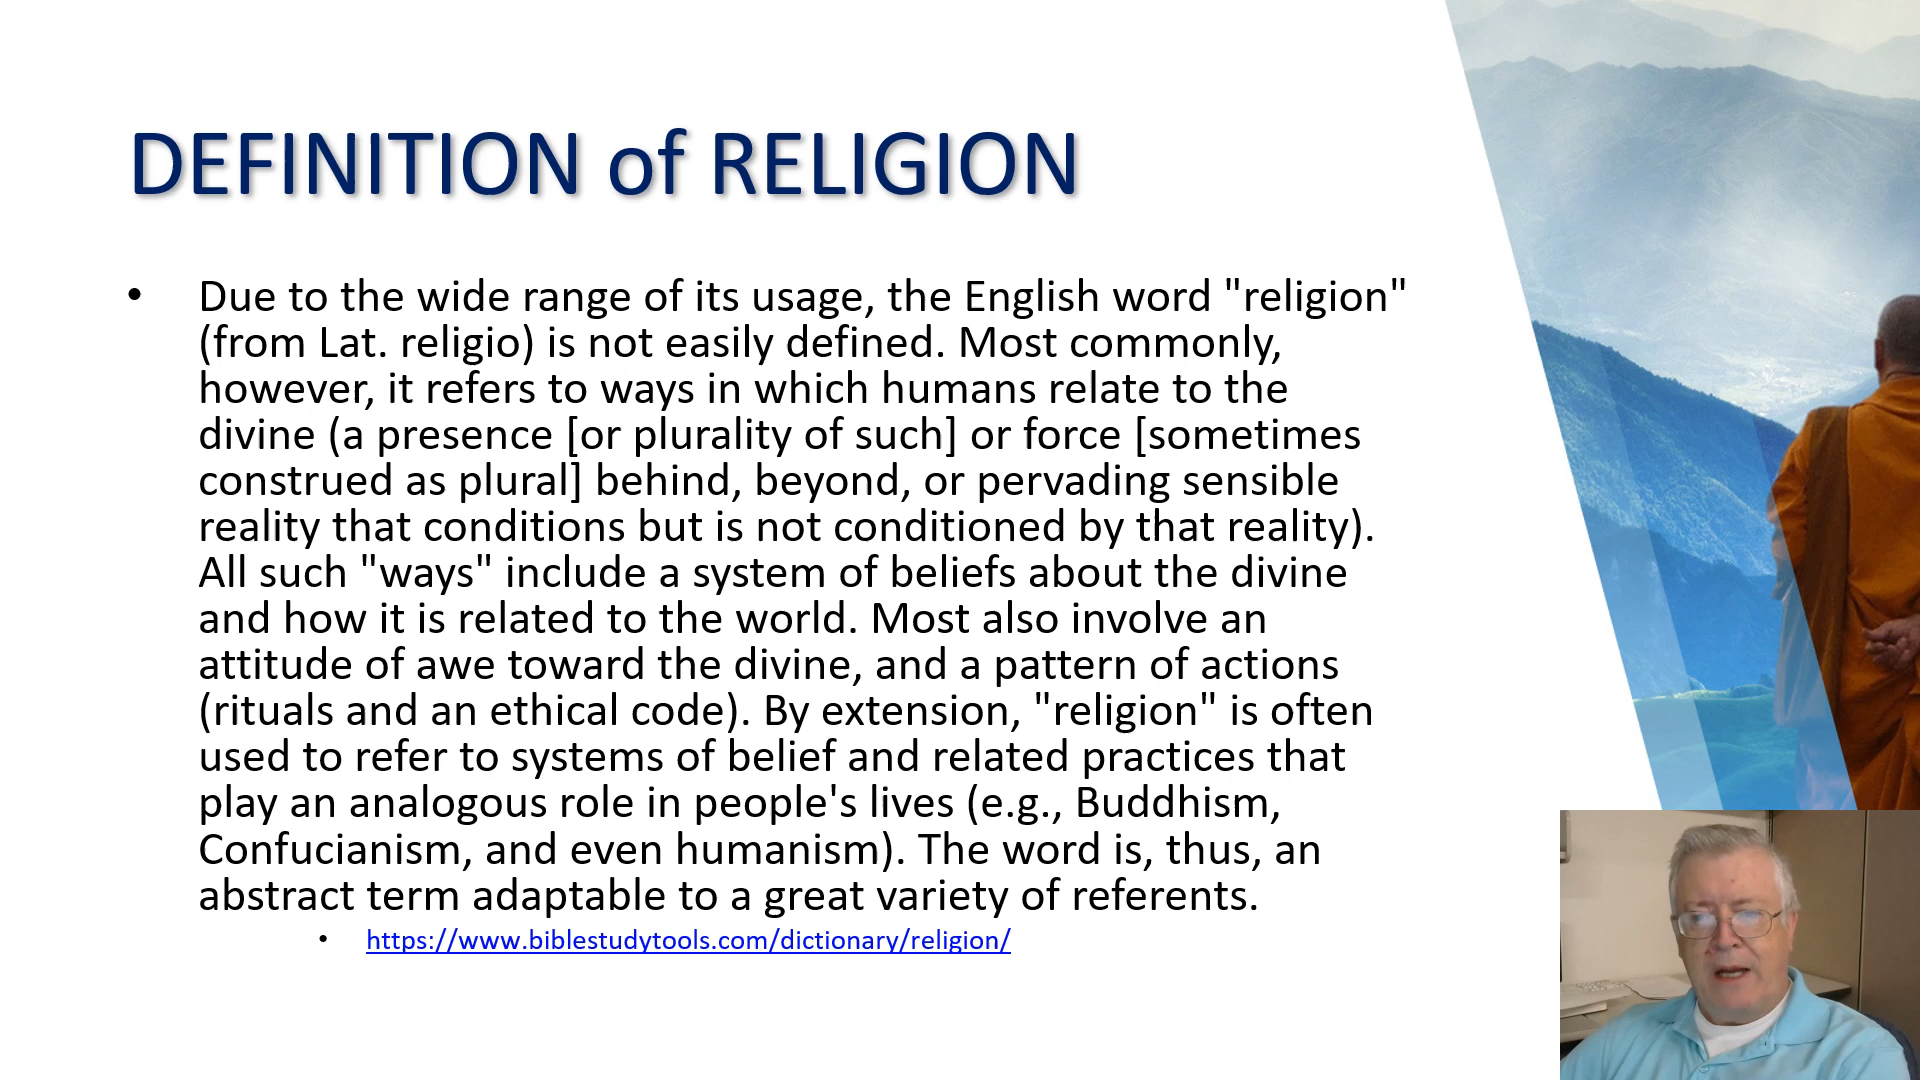 DEFINITION of RELIGION
• Due to the wide range of its usage, the English word "religion"
(from Lat. religio) is not easily defined. Most commonly,
however, it refers to ways in which humans relate to the
divine (a presence [or plurality of such] or force [sometimes
construed as plural] behind, beyond, or pervading sensible
reality that conditions but is not conditioned by that reality).
All such "ways" include a system of beliefs about the divine
and how it is related to the world. Most also involve an
attitude of awe toward the divine, and a pattern of actions
(rituals and an ethical code). By extension, "religion" is often
used to refer to systems of belief and related practices that
play an analogous role in people's lives (e.g., Buddhism,
Confucianism, and even humanism). The word is, thus, an
abstract term adaptable to a great variety of referents.
• https://www.biblestudytools.com/dictionary/religion/